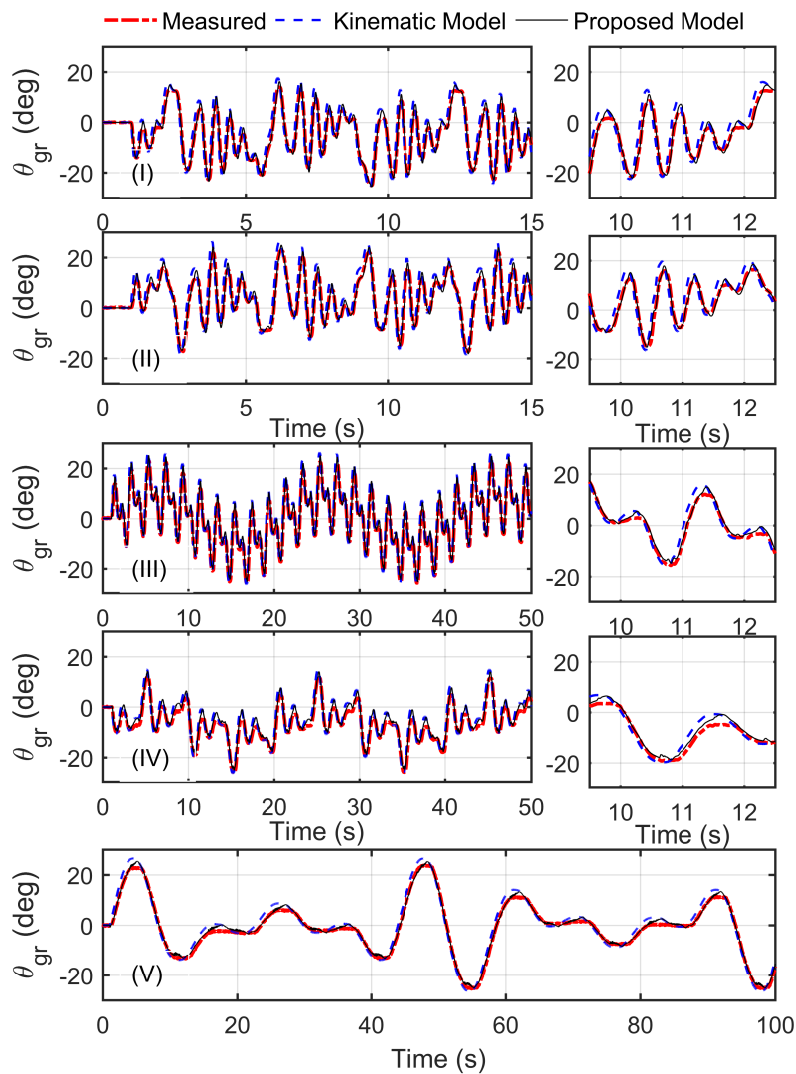 Measured Kinematic Model Proposed Model
θgr (deg)
20
0
-20
(I)
0 5 10 15
20
0
-20
10 11 12
θgr (deg)
20
0
-20
(II)
0 5 10 15
Time (s)
20
0
-20
10 11 12
Time (s)
θgr (deg)
20
0
-20
(III)
0 10 20 30 40 50
20
0
-20
10 11 12
θgr (deg)
20
0
-20
(IV)
0 10 20 30 40 50
Time (s)
20
0
-20
10 11 12
Time (s)
θgr (deg)
20
0
-20
(V)
0 20 40 60 80 100
Time (s)